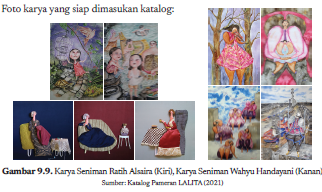 Foto karya yang siap dimasukan katalog:
Gambar 9.9. Karya Seniman Ratih Alsaira (Kiri), Karya Seniman Wahyu Handayani (Kanan)
Sumber: Katalog Pameran LALITA (2021)